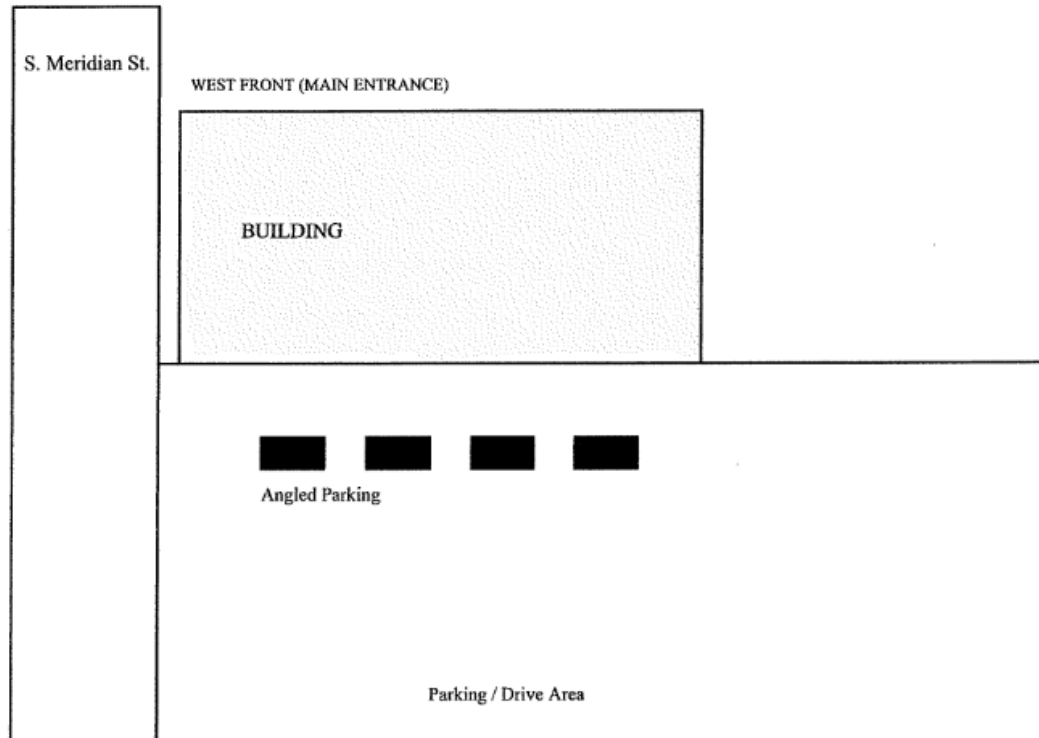 S. Meridian St.
WEST FRONT (MAIN ENTRANCE)
BUILDING
Angled Parking
Parking / Drive Area